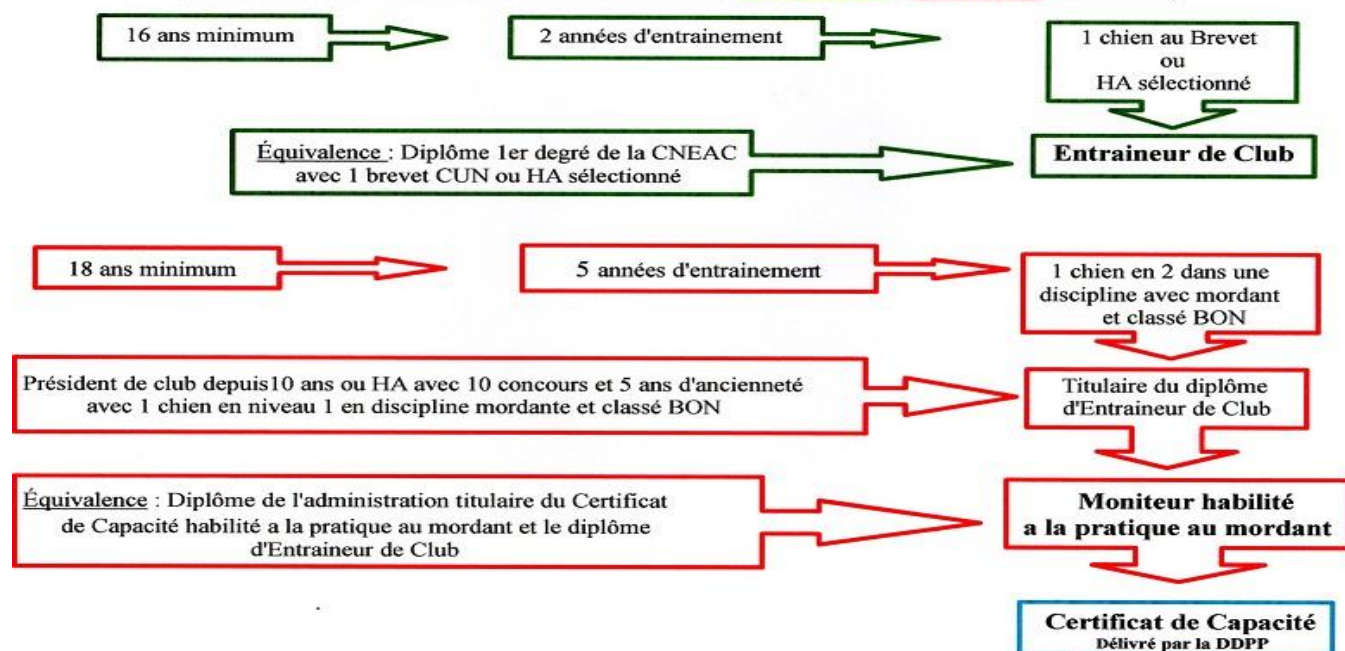 16 ans minimum
2 années d'entrainement
1 chien au Brevet
ou
HA sélectionné
Équivalence : Diplôme 1er degré de la CNEAC
avec 1 brevet CUN ou HA sélectionné
Entraineur de Club
18 ans minimum
5 années d'entrainement
1 chien en 2 dans une
discipline avec mordant
et classé BON
Président de club depuis10 ans ou HA avec 10 concours et 5 ans d'ancienneté
avec 1 chien en niveau 1 en discipline mordante et classé BON
Titulaire du diplôme
d'Entraineur de Club
Équivalence : Diplôme de l'administration titulaire du Certificat
de Capacité habilité a la pratique au mordant et le diplôme
d'Entraineur de Club
Moniteur habilité
a la pratique au mordant
Certificat de Capacité
Délivré par la DDPP